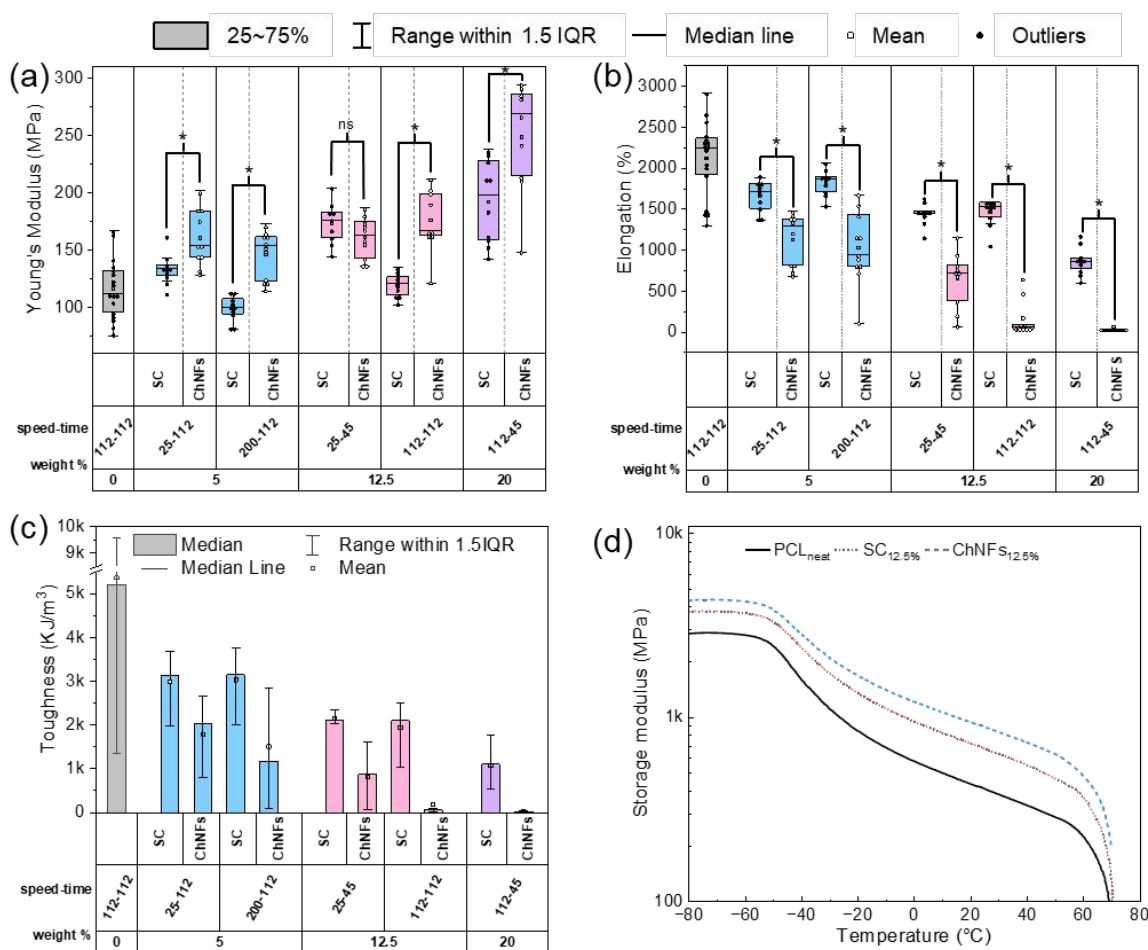 25~75% Range within 1.5 IQR Median line Mean Outliers
(a)
Young's Modulus (MPa)
300
250
200
150
100
* * ns * *
SC ChNFs SC ChNFs SC ChNFs SC ChNFs SC ChNFs
speed-time 112-112 25-112 200-112 25-45 112-112 112-45
weight % 0 5 12.5 20
(b)
Elongation (%)
3000
2500
2000
1500
1000
500
0
* * * * *
SC ChNFs SC ChNFs SC ChNFs SC ChNFs SC ChNFS
speed-time 112-112 25-112 200-112 25-45 112-112 112-45
weight % 0 5 12.5 20
(c)
Toughness (KJ/m³)
10k
9k
5k
4k
3k
2k
1k
0
Median Range within 1.5IQR
Median Line Mean
SC ChNFs SC ChNFs SC ChNFs SC ChNFs SC ChNFs
speed-time 112-112 25-112 200-112 25-45 112-112 112-45
weight % 0 5 12.5 20
(d)
PCLneat SC12.5% ChNFs12.5%
Storage modulus (MPa)
10k
1k
100
−80 −60 −40 −20 0 20 40 60 80
Temperature (°C)